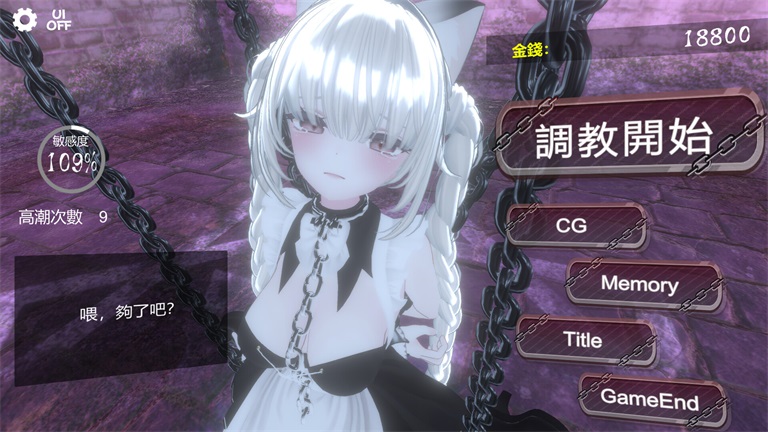 UI
OFF
金錢:
18800
敏感度
109%
高潮次數 9
喂，夠了吧？
調教開始
CG
Memory
Title
GameEnd